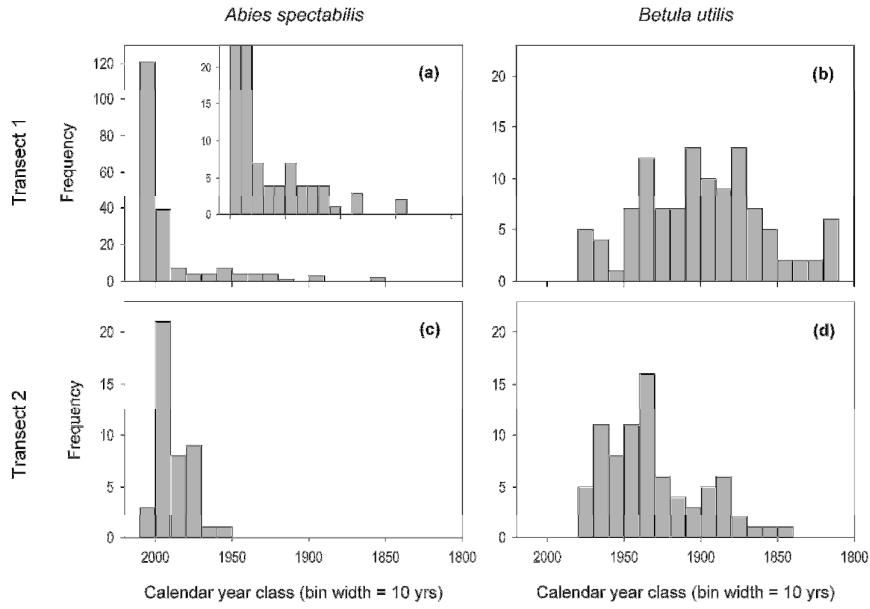 Abies spectabilis
Betula utilis
Transect 1
Frequency
120
100
80
60
40
20
0
20
15
10
5
0
(a)
20
15
10
5
0
(b)
Transect 2
Frequency
20
15
10
5
0
(c)
2000 1950 1900 1850 1800
Calendar year class (bin width = 10 yrs)
20
15
10
5
0
(d)
2000 1950 1900 1850 1800
Calendar year class (bin width = 10 yrs)